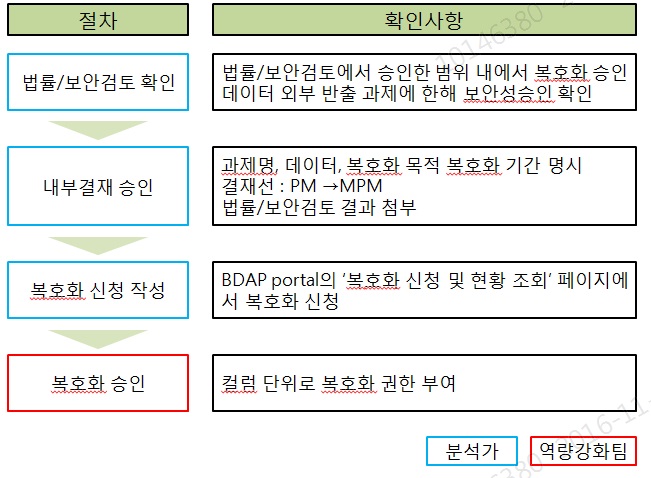 절차
확인사항
법률/보안검토 확인
법률/보안검토에서 승인한 범위 내에서 복호화 승인
데이터 외부 반출 과제에 한해 보안성승인 확인
내부결재 승인
과제명, 데이터, 복호화 목적 복호화 기간 명시
결재선 : PM →MPM
법률/보안검토 결과 첨부
복호화 신청 작성
BDAP portal의 ‘복호화 신청 및 현황 조회’ 페이지에
서 복호화 신청
복호화 승인
컬럼 단위로 복호화 권한 부여
분석가
역량강화팀
10146380